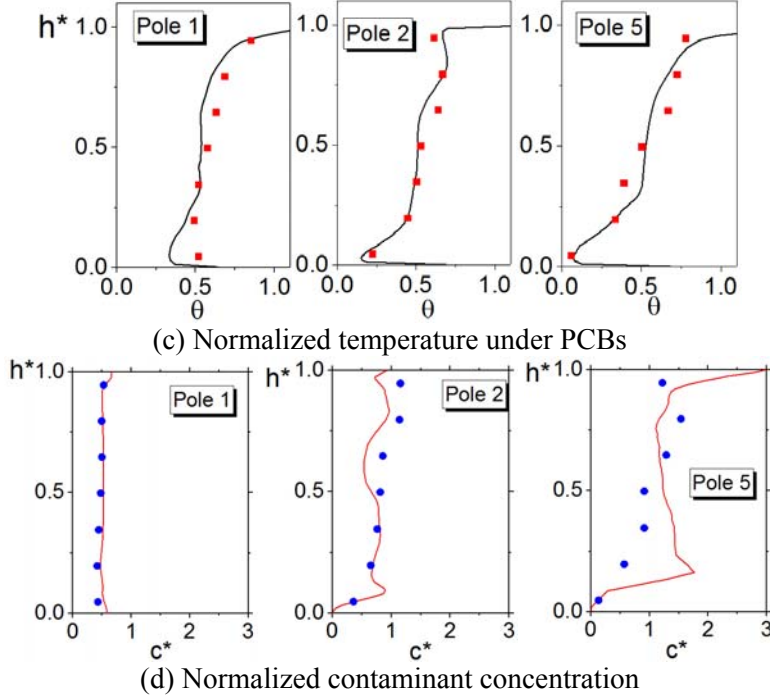 h* 1.0 0.5 0.0
Pole 1 Pole 2 Pole 5
0.0 0.5 1.0 0.0 0.5 1.0 0.0 0.5 1.0
θ θ θ
(c) Normalized temperature under PCBs
h* 1.0 h* 1.0 h* 1.0
Pole 1 Pole 2
0.5 0.5 0.5 Pole 5
0.0 0.0 0.0
0 1 2 3 0 1 2 3 0 1 2 3
c* c* c*
(d) Normalized contaminant concentration